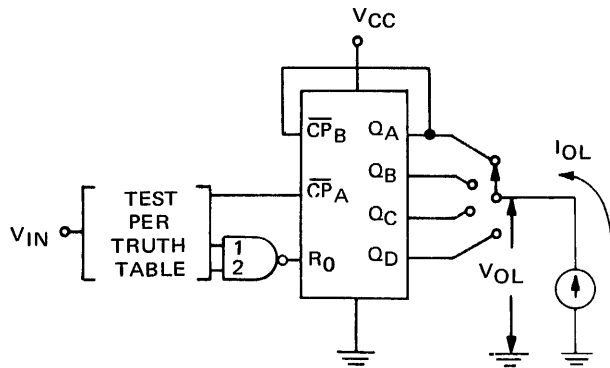 VCC
CPB
QA
IOL
QB
TEST
PER
TRUTH
TABLE
CPA
VIN
1
2
QC
R0
QD
VOL